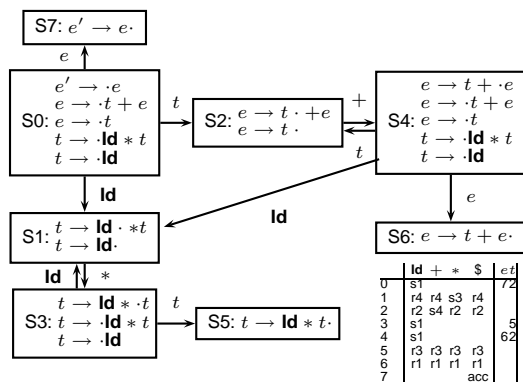 S7: e′ → e·
e
S0:
e′ → ·e
e → ·t + e
e → ·t
t → ·Id * t
t → ·Id
t
S2:
e → t · +e
e → t ·
+
t
S4:
e → t + ·e
e → ·t + e
e → ·t
t → ·Id * t
t → ·Id
Id
Id
e
S1:
t → Id · *t
t → Id·
S6: e → t + e·
Id
*
S3:
t → Id * ·t
t → ·Id * t
t → ·Id
t
S5: t → Id * t·
Id + * $ e t
0 s1 7 2
1 r4 r4 s3 r4
2 r2 s4 r2 r2
3 s1 5
4 s1 6 2
5 r3 r3 r3 r3
6 r1 r1 r1 r1
7 acc